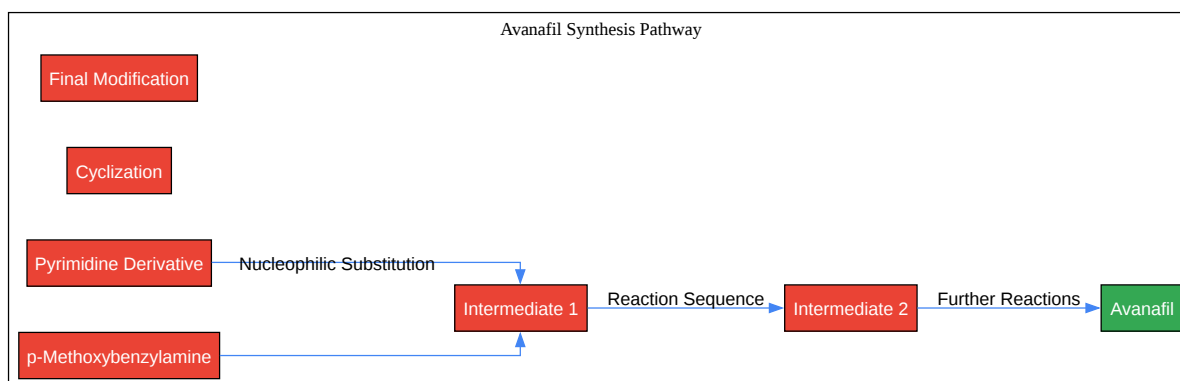 Avanafil Synthesis Pathway
Final Modification
Cyclization
Pyrimidine Derivative
Nucleophilic Substitution
Intermediate 1
Reaction Sequence
Intermediate 2
Further Reactions
Avanafil
p-Methoxybenzylamine